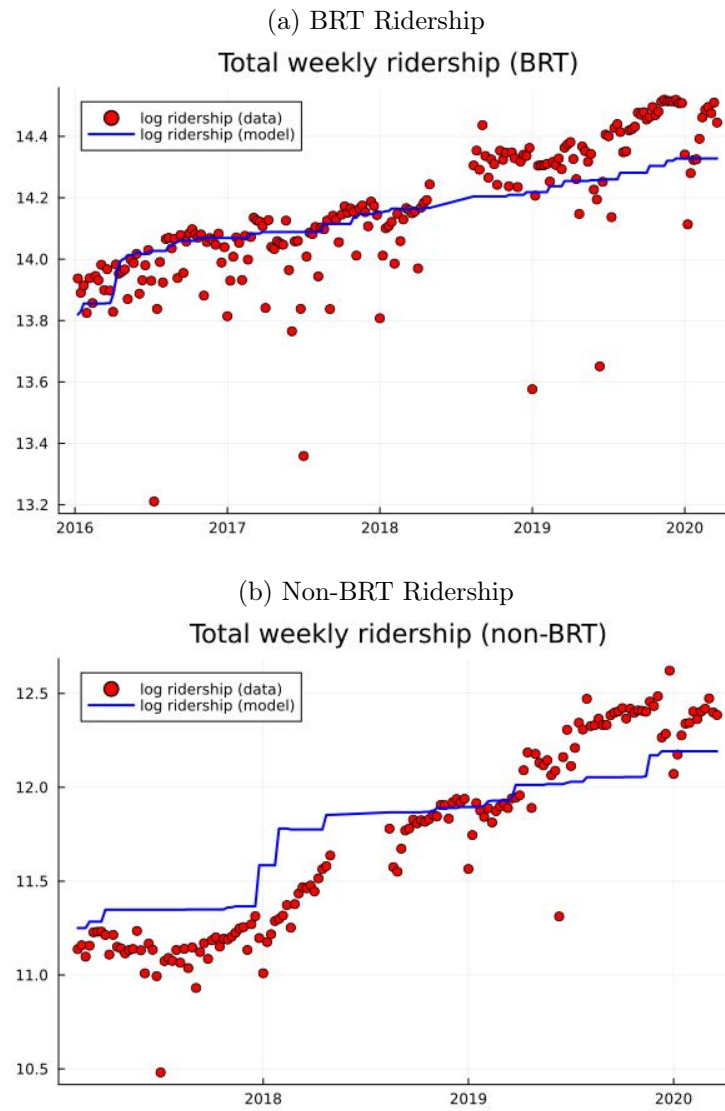 (a) BRT Ridership
Total weekly ridership (BRT)
log ridership (data)
log ridership (model)
14.4
14.2
14.0
13.8
13.6
13.4
13.2
2016 2017 2018 2019 2020
(b) Non-BRT Ridership
Total weekly ridership (non-BRT)
log ridership (data)
log ridership (model)
12.5
12.0
11.5
11.0
10.5
2018 2019 2020